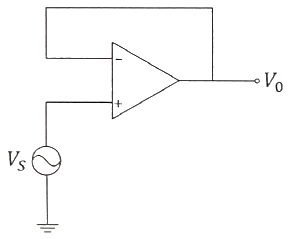 -
+
V₀
Vₛ